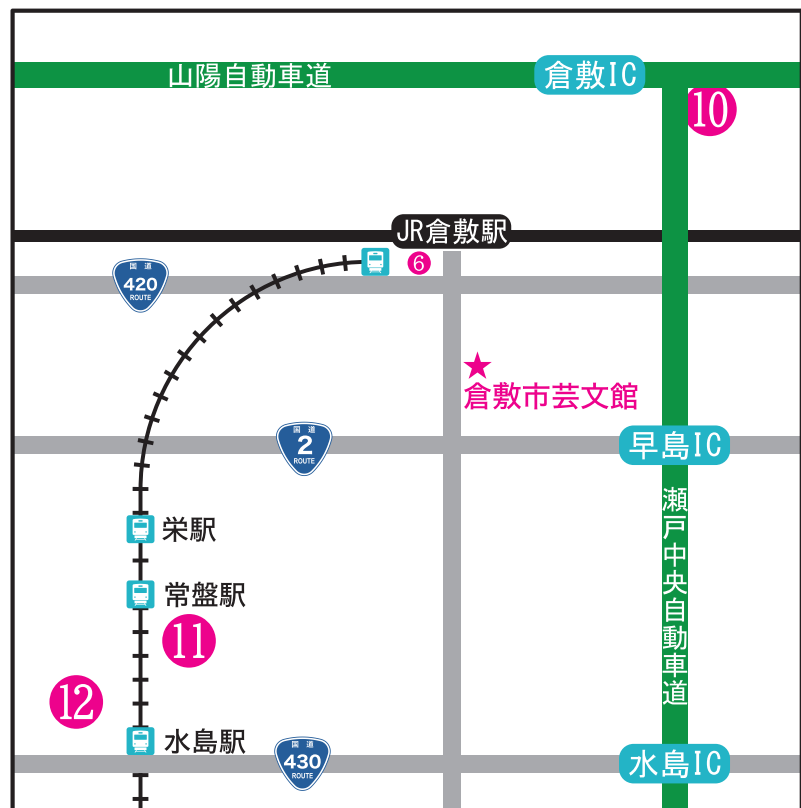 山陽自動車道
倉敷IC
10
JR倉敷駅
6
国道
420
ROUTE
倉敷市芸文館
国道
2
ROUTE
早島IC
瀬戸中央自動車道
栄駅
常盤駅
11
12
水島駅
国道
430
ROUTE
水島IC